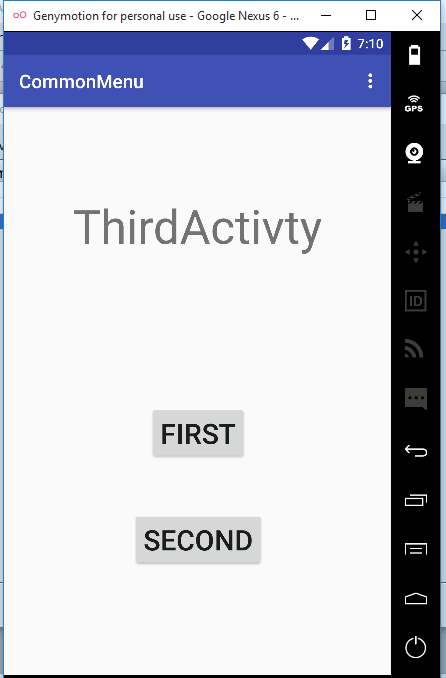 Genymotion for personal use - Google Nexus 6 - ...
7:10
CommonMenu
GPS
ThirdActivty
ID
FIRST
SECOND